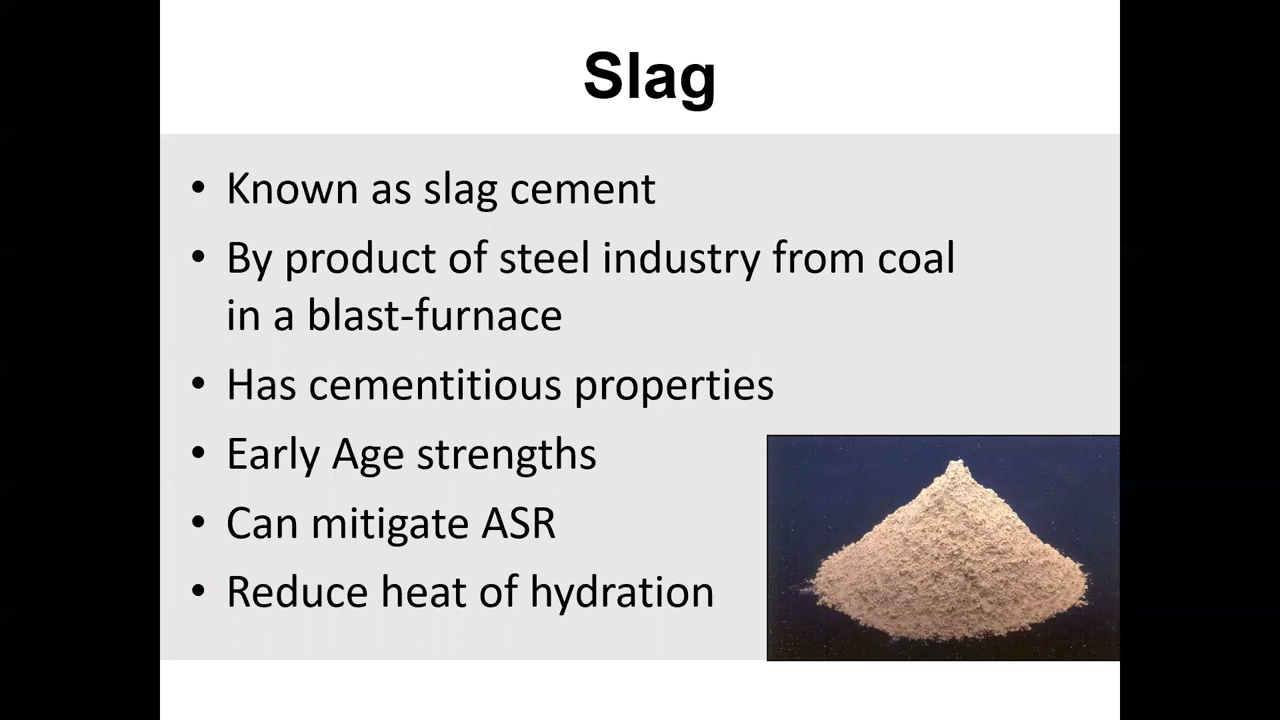 Slag
• Known as slag cement
• By product of steel industry from coal
in a blast-furnace
• Has cementitious properties
• Early Age strengths
• Can mitigate ASR
• Reduce heat of hydration